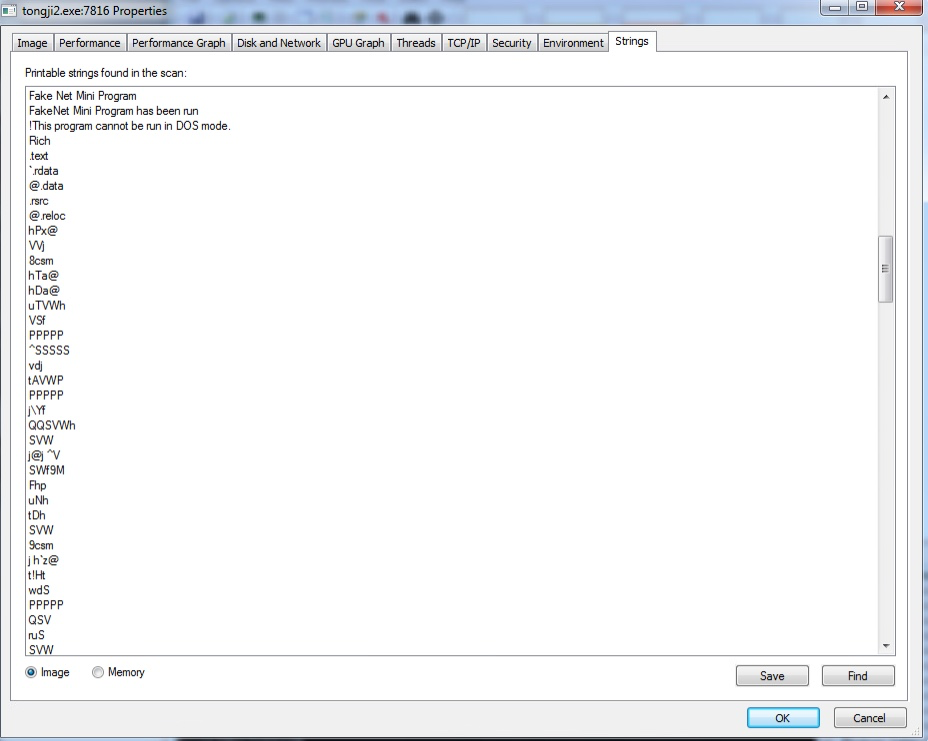 tongji2.exe:7816 Properties
Image Performance Performance Graph Disk and Network GPU Graph Threads TCP/IP Security Environment Strings
Printable strings found in the scan:
Fake Net Mini Program
FakeNet Mini Program has been run
!This program cannot be run in DOS mode.
Rich
.text
`.rdata
@.data
.rsrc
@.reloc
hPx@
VVj
8csm
hTa@
hDa@
uTVWh
VSf
PPPPP
^SSSSS
vdj
tAVWP
PPPPP
j\Yf
QQSVWh
SVW
j@j ^V
SWf9M
Fhp
uNh
tDh
SVW
9csm
j h`z@
t!Ht
wdS
PPPPP
QSV
ruS
SVW
Image Memory Save Find
OK Cancel